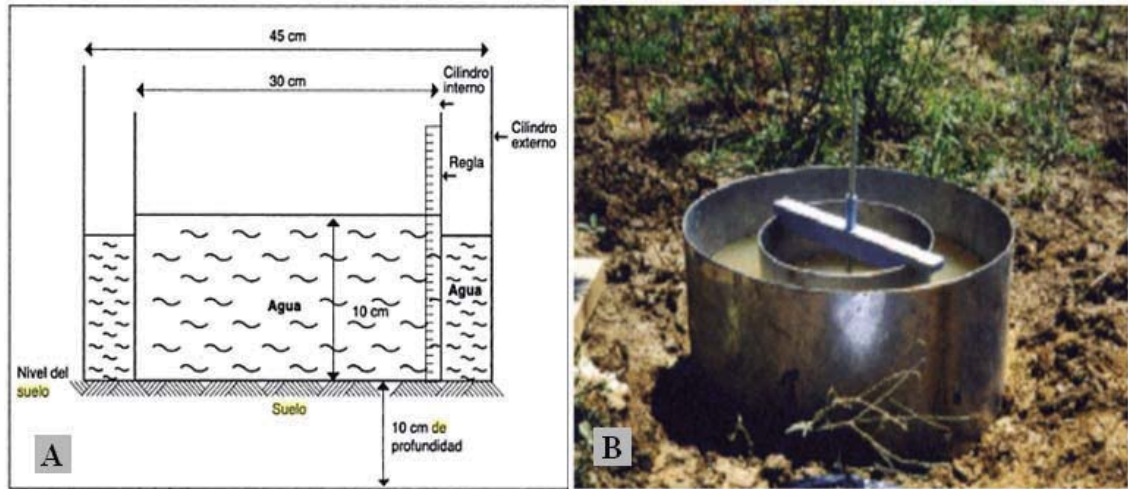 45 cm
30 cm
Cilindro
interno
Cilindro
externo
Regla
Agua
10 cm
Agua
Nivel del
suelo
Suelo
10 cm de
profundidad
A
B